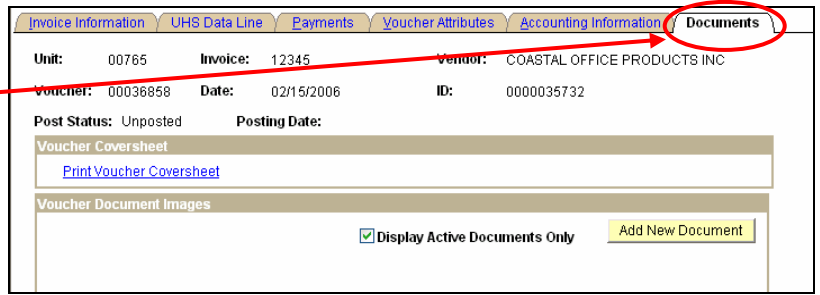 Invoice Information UHS Data Line Payments Voucher Attributes Accounting Information Documents
Unit: 00765 Invoice: 12345 Vendor: COASTAL OFFICE PRODUCTS INC
Voucher: 00036858 Date: 02/15/2006 ID: 0000035732
Post Status: Unposted Posting Date:
Voucher Coversheet
Print Voucher Coversheet
Voucher Document Images
Display Active Documents Only Add New Document